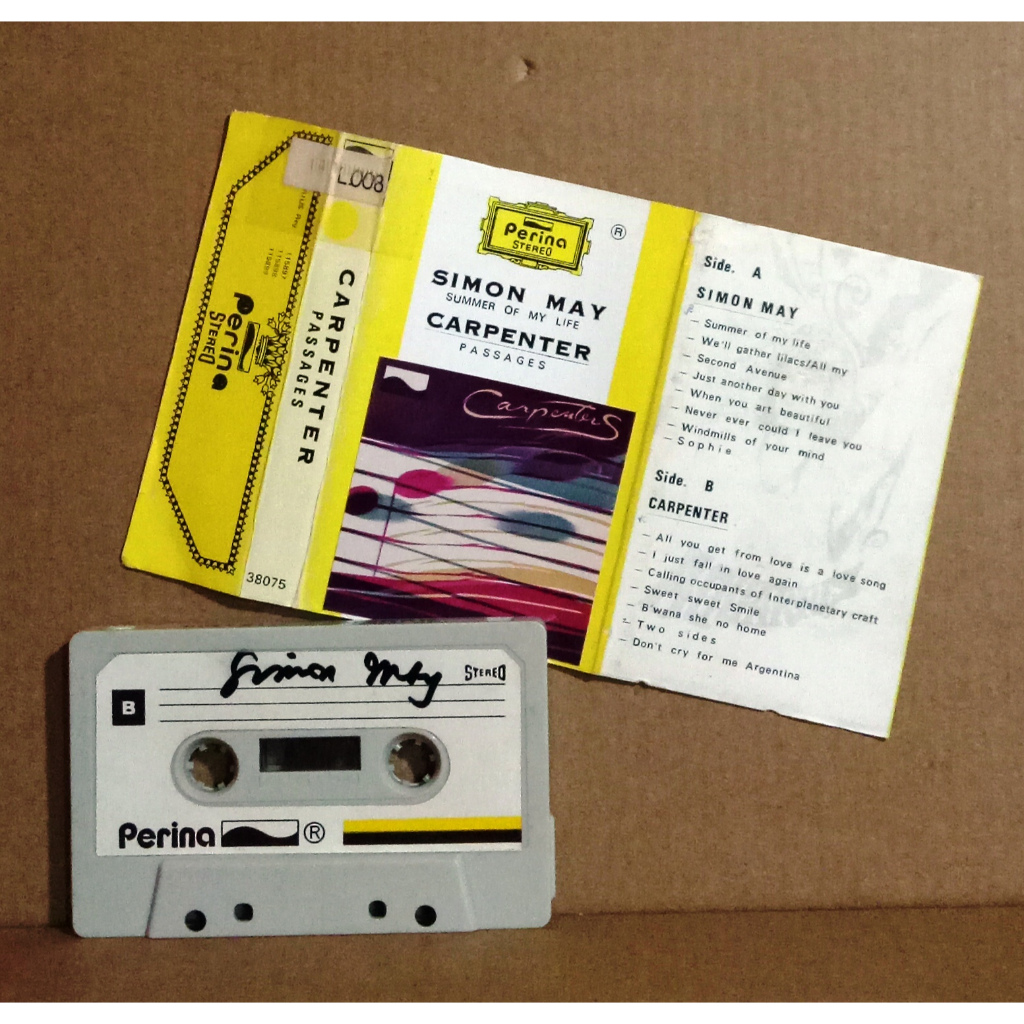 L.008
115897
115898
115899
Perina
STEREO
CARPENTER
PASSAGES
38075
Perina
STEREO
®
SIMON MAY
SUMMER OF MY LIFE
CARPENTER
PASSAGES
Carpenters
Side. A
SIMON MAY
– Summer of my life
– We'll gather lilacs/All my
– Second Avenue
– Just another day with you
– When you art beautiful
– Never ever could I leave you
– Windmills of your mind
– Sophie
Side. B
CARPENTER
– All you get from love is a love song
– I just fall in love again
– Calling occupants of Interplanetary craft
– Sweet sweet Smile
– B'wana she no home
– Two sides
– Don't cry for me Argentina
Simon May
STEREO
B
Perina ®